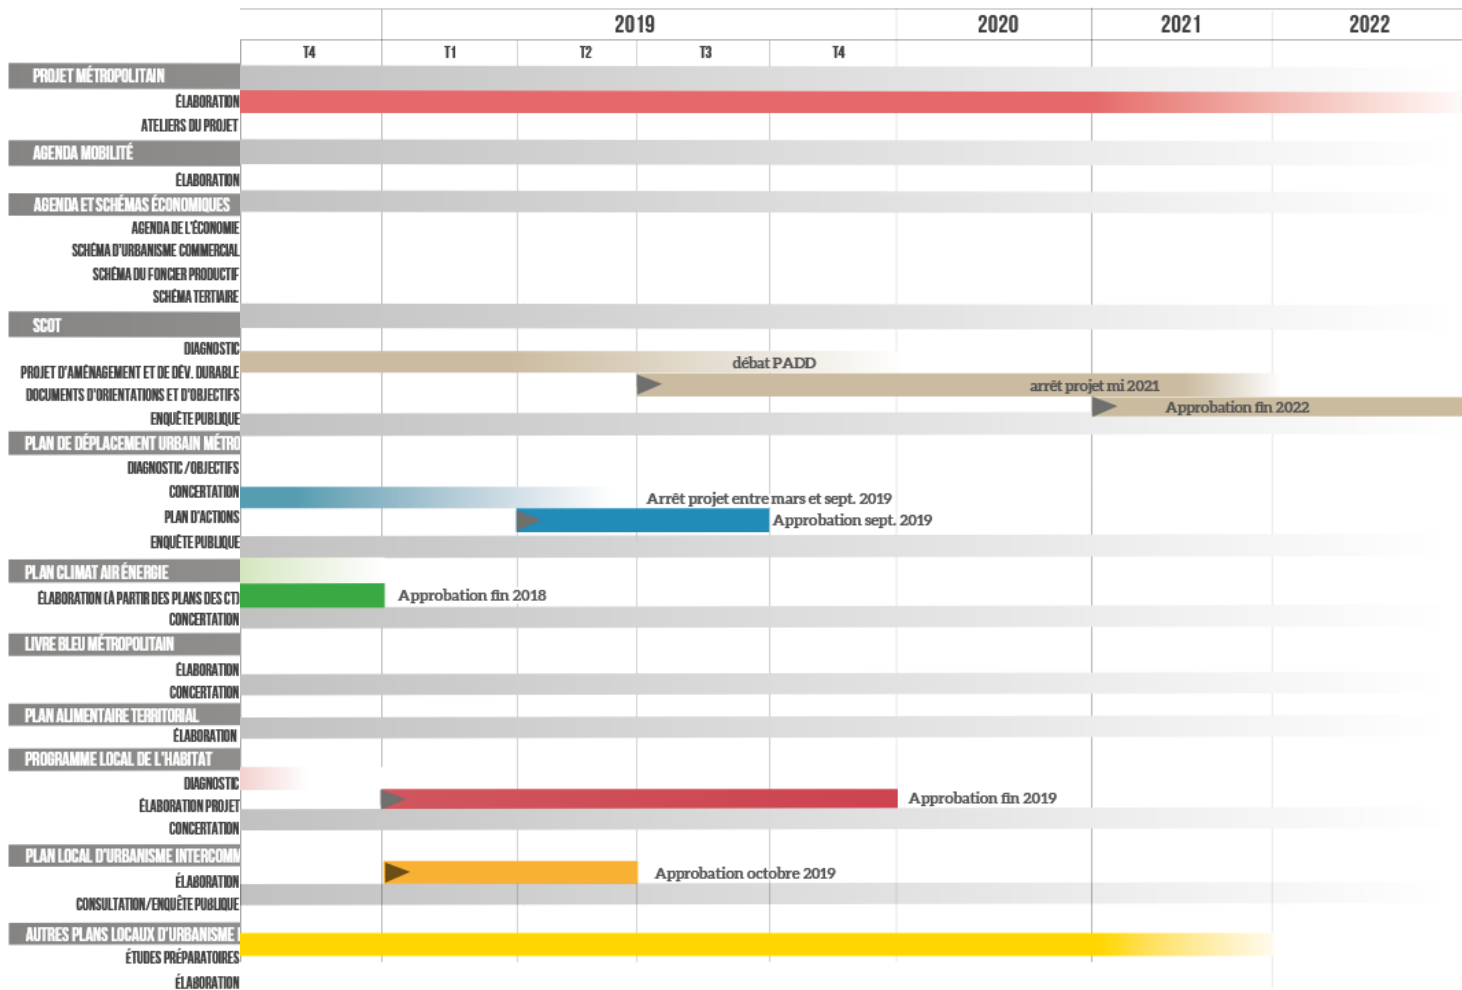 2019 2020 2021 2022
T4 T1 T2 T3 T4
PROJET MÉTROPOLITAIN
ÉLABORATION
ATELIERS DU PROJET
AGENDA MOBILITÉ
ÉLABORATION
AGENDA ET SCHÉMAS ÉCONOMIQUES
AGENDA DE L'ÉCONOMIE
SCHÉMA D'URBANISME COMMERCIAL
SCHÉMA DU FONCIER PRODUCTIF
SCHÉMA TERTIAIRE
SCOT
DIAGNOSTIC
débat PADD
PROJET D'AMÉNAGEMENT ET DE DÉV. DURABLE
arrêt projet mi 2021
DOCUMENTS D'ORIENTATIONS ET D'OBJECTIFS
Approbation fin 2022
ENQUÊTE PUBLIQUE
PLAN DE DÉPLACEMENT URBAIN MÉTRO
DIAGNOSTIC / OBJECTIFS
CONCERTATION
Arrêt projet entre mars et sept. 2019
PLAN D'ACTIONS
Approbation sept. 2019
ENQUÊTE PUBLIQUE
PLAN CLIMAT AIR ÉNERGIE
ÉLABORATION (À PARTIR DES PLANS DES CT)
Approbation fin 2018
CONCERTATION
LIVRE BLEU MÉTROPOLITAIN
ÉLABORATION
CONCERTATION
PLAN ALIMENTAIRE TERRITORIAL
ÉLABORATION
PROGRAMME LOCAL DE L'HABITAT
DIAGNOSTIC
ÉLABORATION PROJET
Approbation fin 2019
CONCERTATION
PLAN LOCAL D'URBANISME INTERCOMM
ÉLABORATION
Approbation octobre 2019
CONSULTATION/ENQUÊTE PUBLIQUE
AUTRES PLANS LOCAUX D'URBANISME I
ÉTUDES PRÉPARATOIRES
ÉLABORATION